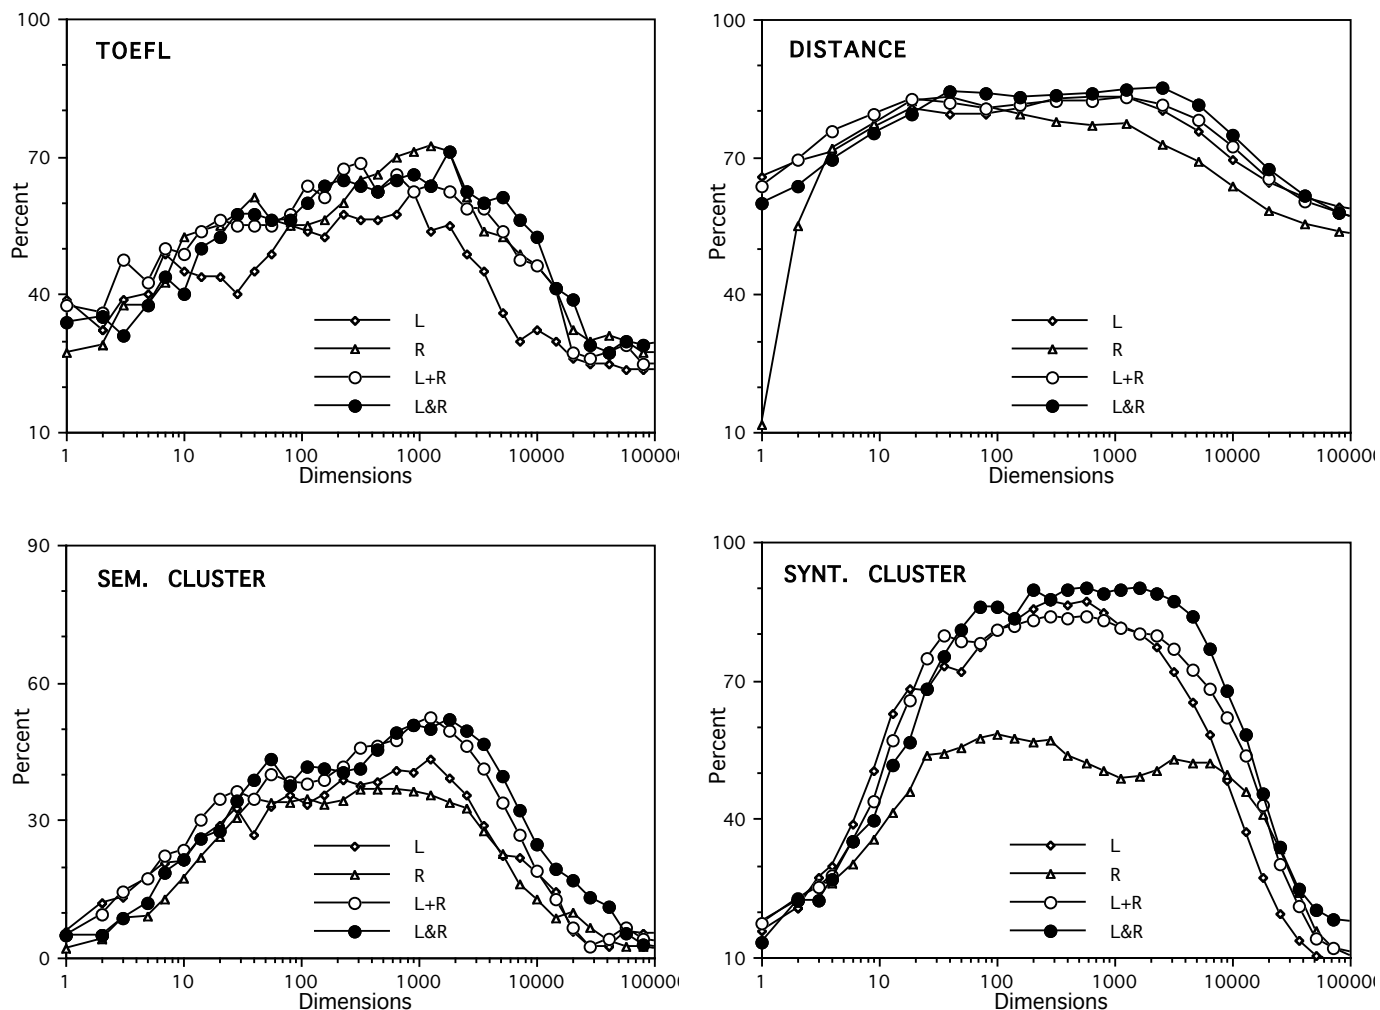 TOEFL
100
70
40
10
Percent
L
R
L+R
L&R
1 10 100 1000 10000 100000
Dimensions
DISTANCE
100
70
40
10
Percent
L
R
L+R
L&R
1 10 100 1000 10000 100000
Diemensions
SEM. CLUSTER
90
60
30
0
Percent
L
R
L+R
L&R
1 10 100 1000 10000 100000
Dimensions
SYNT. CLUSTER
100
70
40
10
Percent
L
R
L+R
L&R
1 10 100 1000 10000 100000
Dimensions